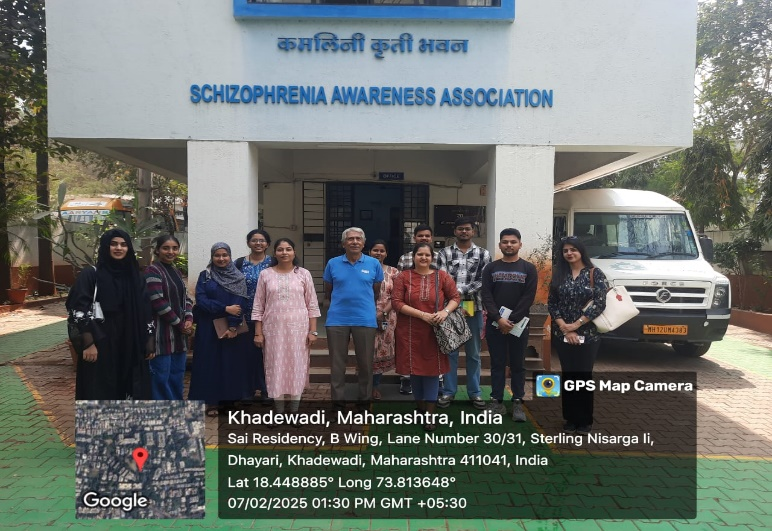 कमलिनी कृती भवन
SCHIZOPHRENIA AWARENESS ASSOCIATION
FORCE
MH12UM4183
GPS Map Camera
Khadewadi, Maharashtra, India
Sai Residency, B Wing, Lane Number 30/31, Sterling Nisarga Ii,
Dhayari, Khadewadi, Maharashtra 411041, India
Lat 18.448885° Long 73.813648°
07/02/2025 01:30 PM GMT +05:30
Google